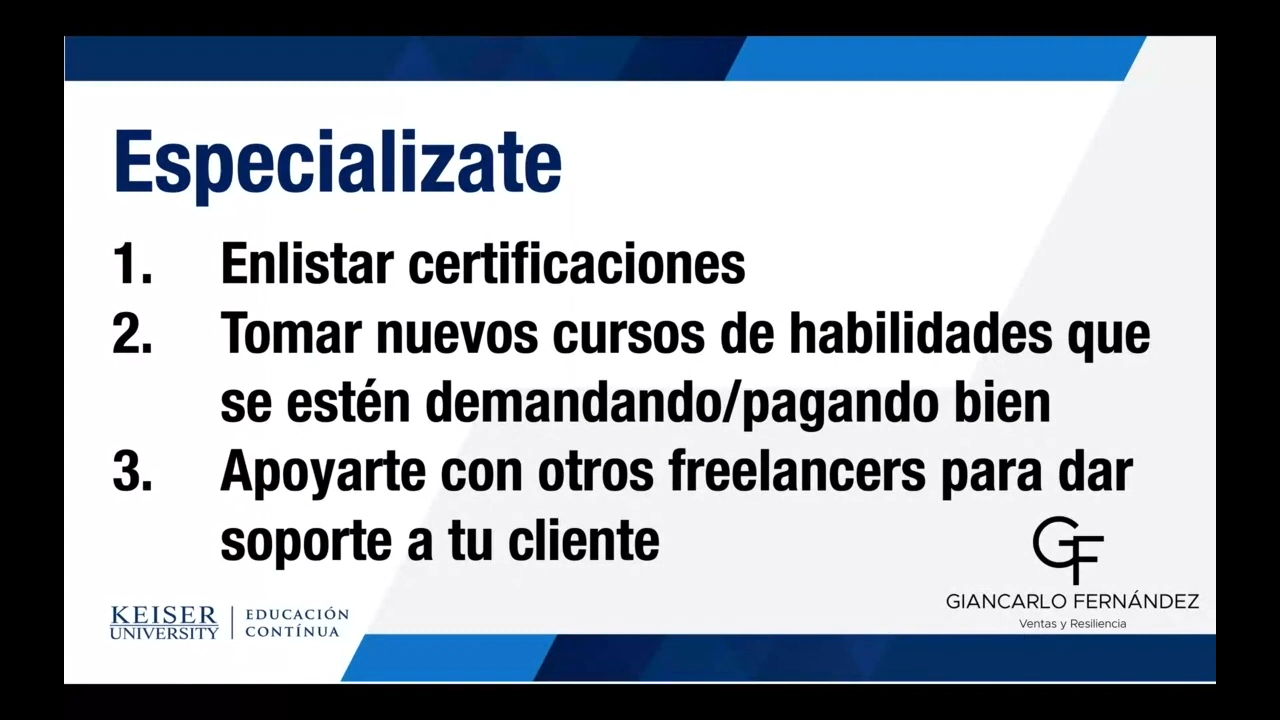 Especializate
1. Enlistar certificaciones
2. Tomar nuevos cursos de habilidades que
se estén demandando/pagando bien
3. Apoyarte con otros freelancers para dar
soporte a tu cliente
GF
GIANCARLO FERNÁNDEZ
Ventas y Resiliencia
KEISER
UNIVERSITY
EDUCACIÓN
CONTÍNUA